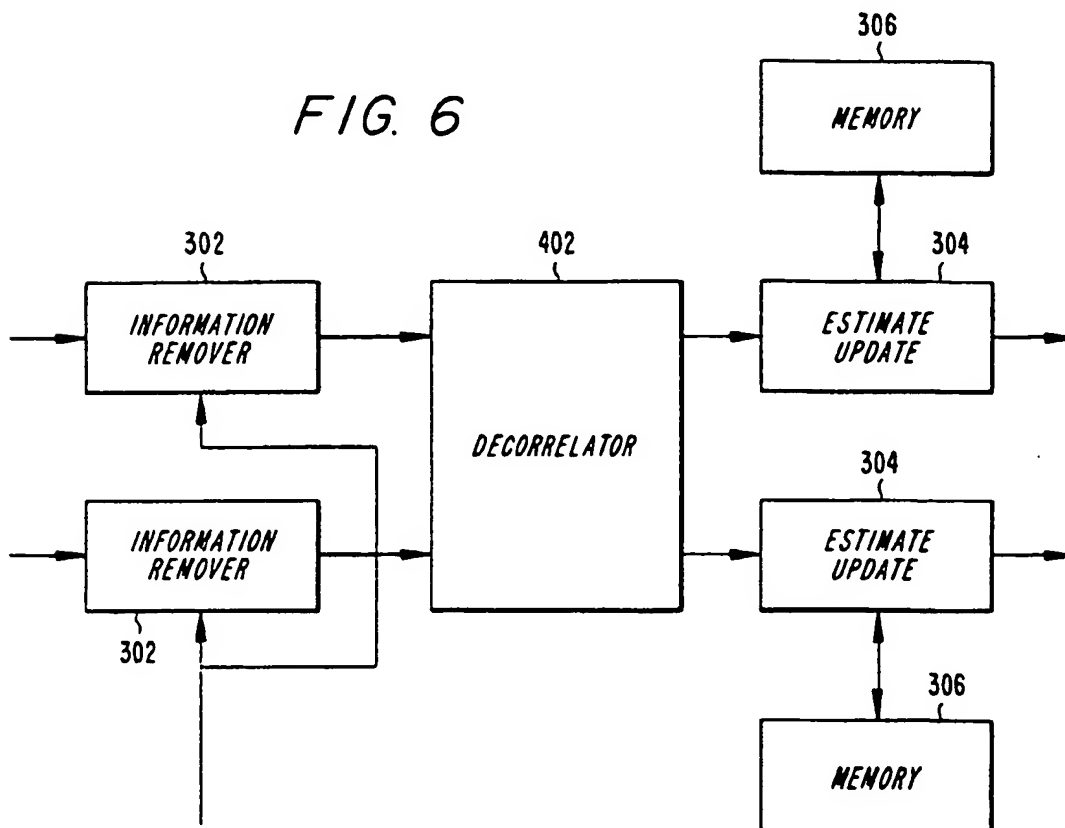 FIG. 6
306
MEMORY
302
INFORMATION
REMOVER
402
DECORRELATOR
304
ESTIMATE
UPDATE
INFORMATION
REMOVER
302
304
ESTIMATE
UPDATE
306
MEMORY